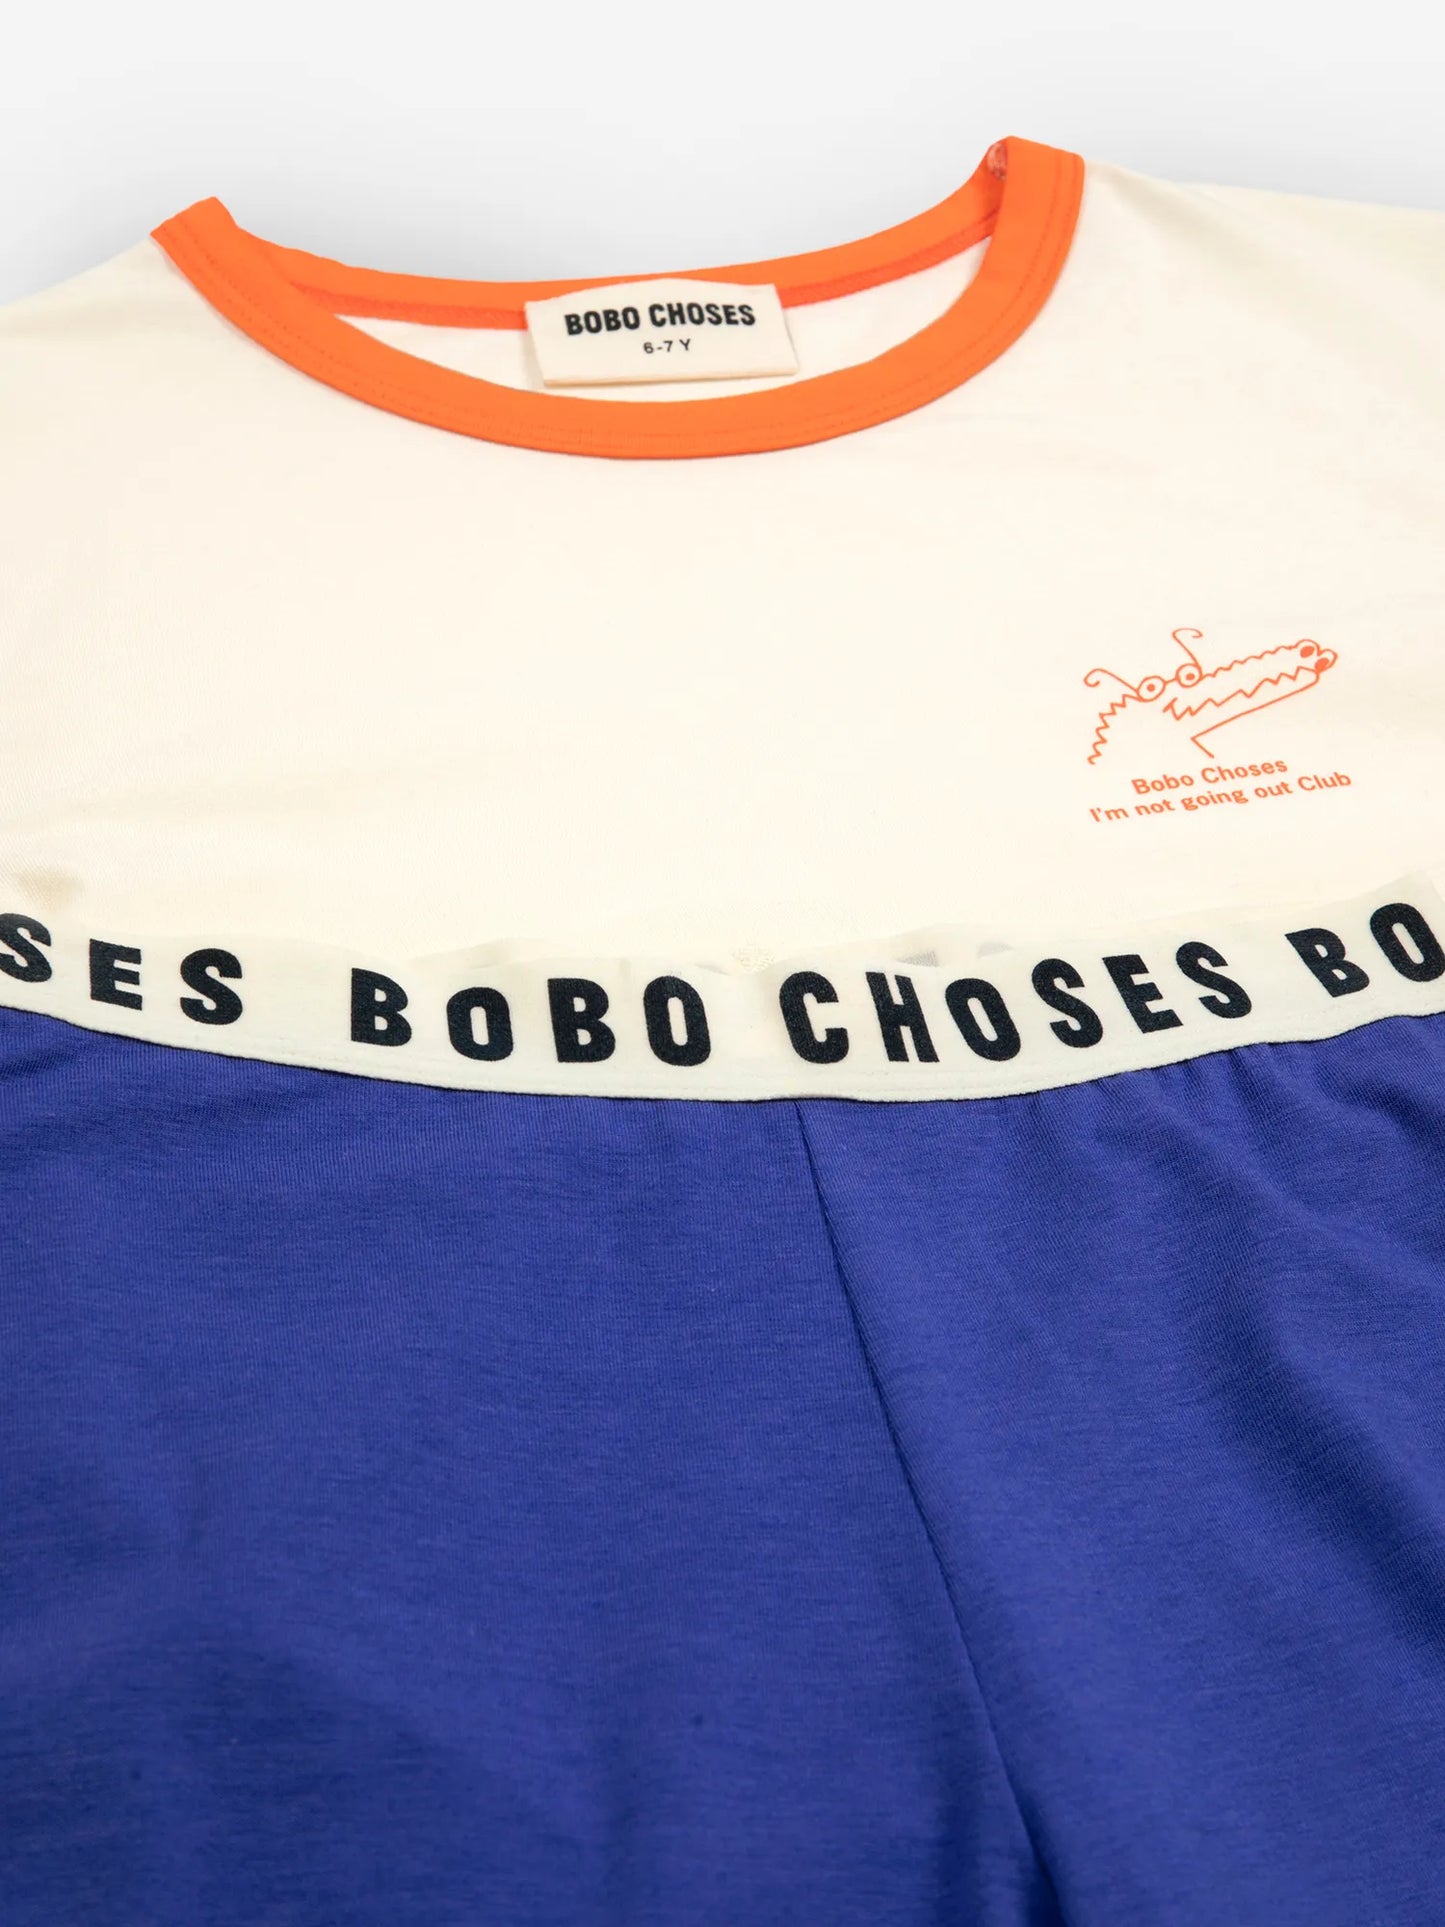 BOBO CHOSES
6-7 Y
Bobo Choses
I'm not going out Club
SES BOBO CHOSES BO